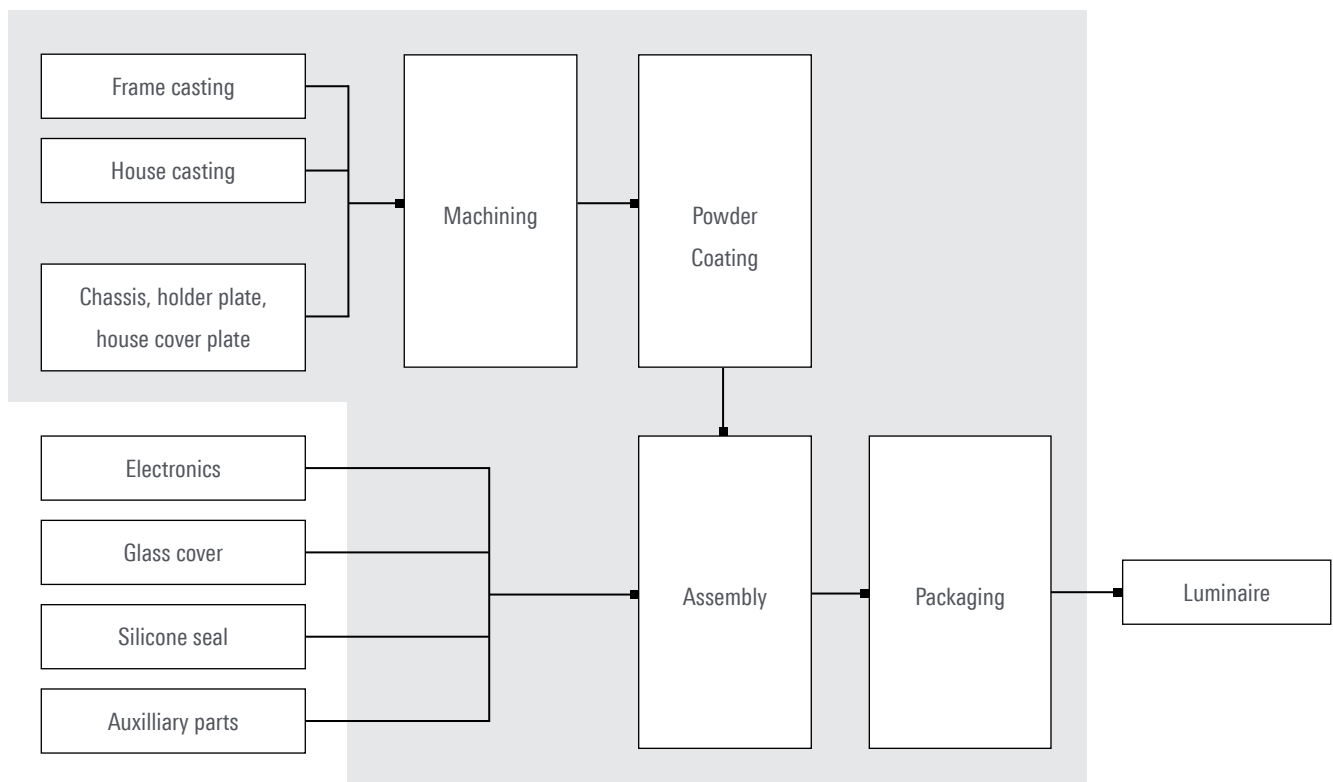 Frame casting
House casting
Chassis, holder plate,
house cover plate
Machining
Powder
Coating
Electronics
Glass cover
Silicone seal
Auxilliary parts
Assembly
Packaging
Luminaire